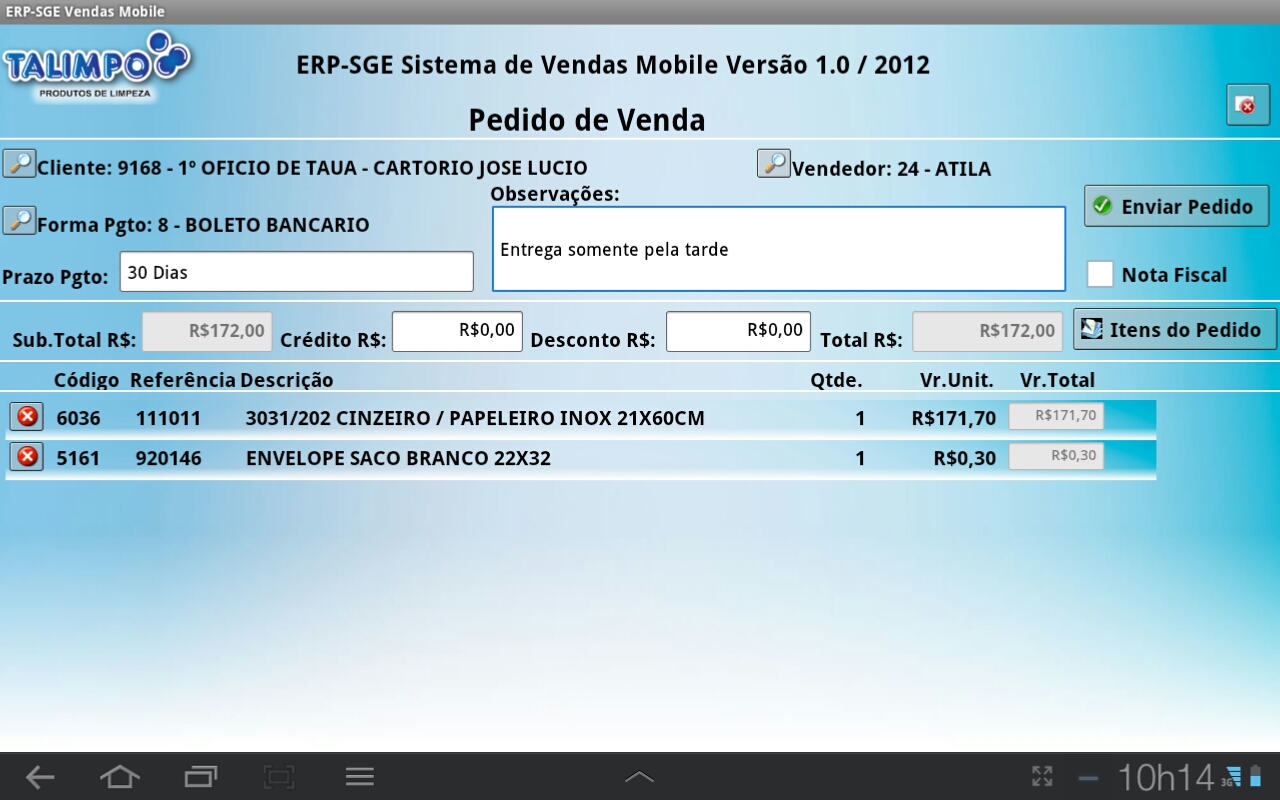 ERP-SGE Vendas Mobile
TALIMPO
PRODUTOS DE LIMPEZA
ERP-SGE Sistema de Vendas Mobile Versão 1.0 / 2012
Pedido de Venda
Cliente: 9168 - 1º OFICIO DE TAUA - CARTORIO JOSE LUCIO
Vendedor: 24 - ATILA
Observações:
Enviar Pedido
Forma Pgto: 8 - BOLETO BANCARIO
Entrega somente pela tarde
Prazo Pgto: 30 Dias
Nota Fiscal
Sub.Total R$: R$172,00 Crédito R$: R$0,00 Desconto R$: R$0,00 Total R$: R$172,00 Itens do Pedido
Código Referência Descrição Qtde. Vr.Unit. Vr.Total
6036 111011 3031/202 CINZEIRO / PAPELEIRO INOX 21X60CM 1 R$171,70 R$171,70
5161 920146 ENVELOPE SACO BRANCO 22X32 1 R$0,30 R$0,30
10h14 3G